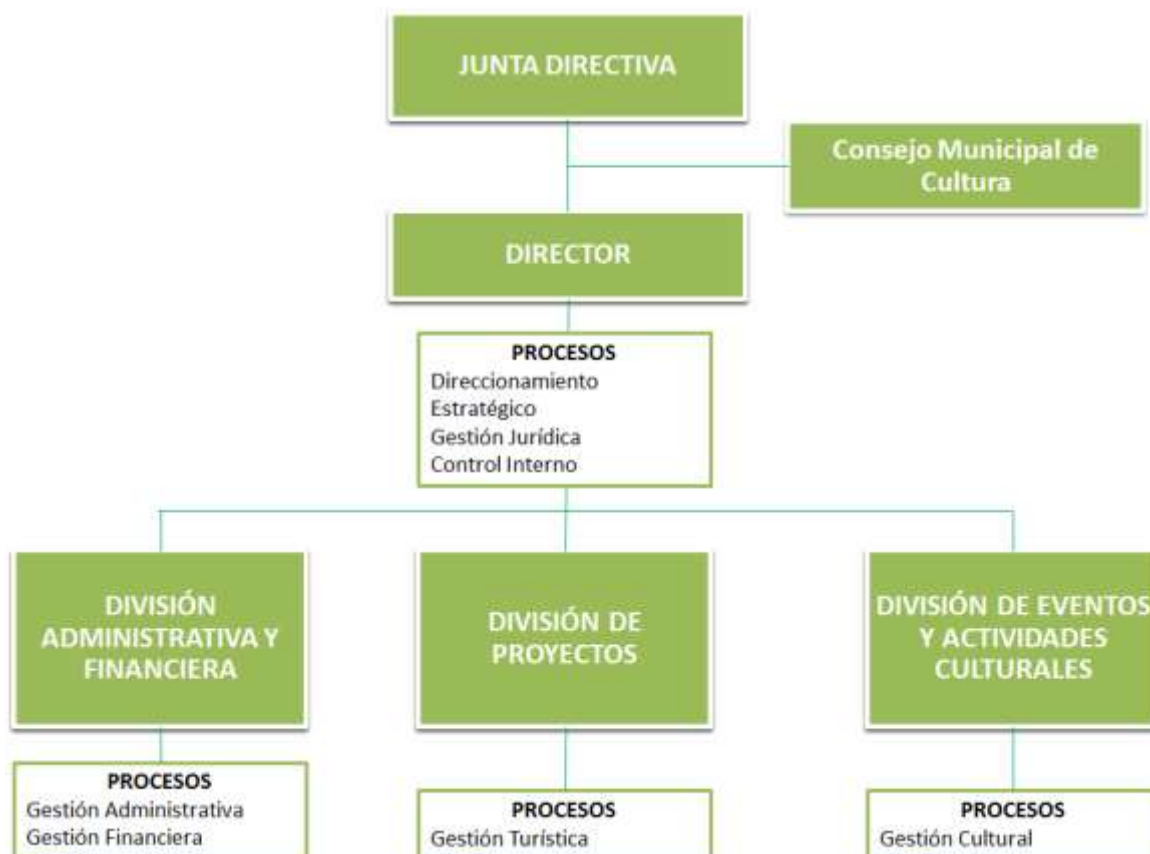 JUNTA DIRECTIVA
Consejo Municipal de
Cultura
DIRECTOR
PROCESOS
Direccionamiento
Estratégico
Gestión Jurídica
Control Interno
DIVISIÓN
ADMINISTRATIVA Y
FINANCIERA
DIVISIÓN DE
PROYECTOS
DIVISIÓN DE EVENTOS
Y ACTIVIDADES
CULTURALES
PROCESOS
Gestión Administrativa
Gestión Financiera
PROCESOS
Gestión Turística
PROCESOS
Gestión Cultural